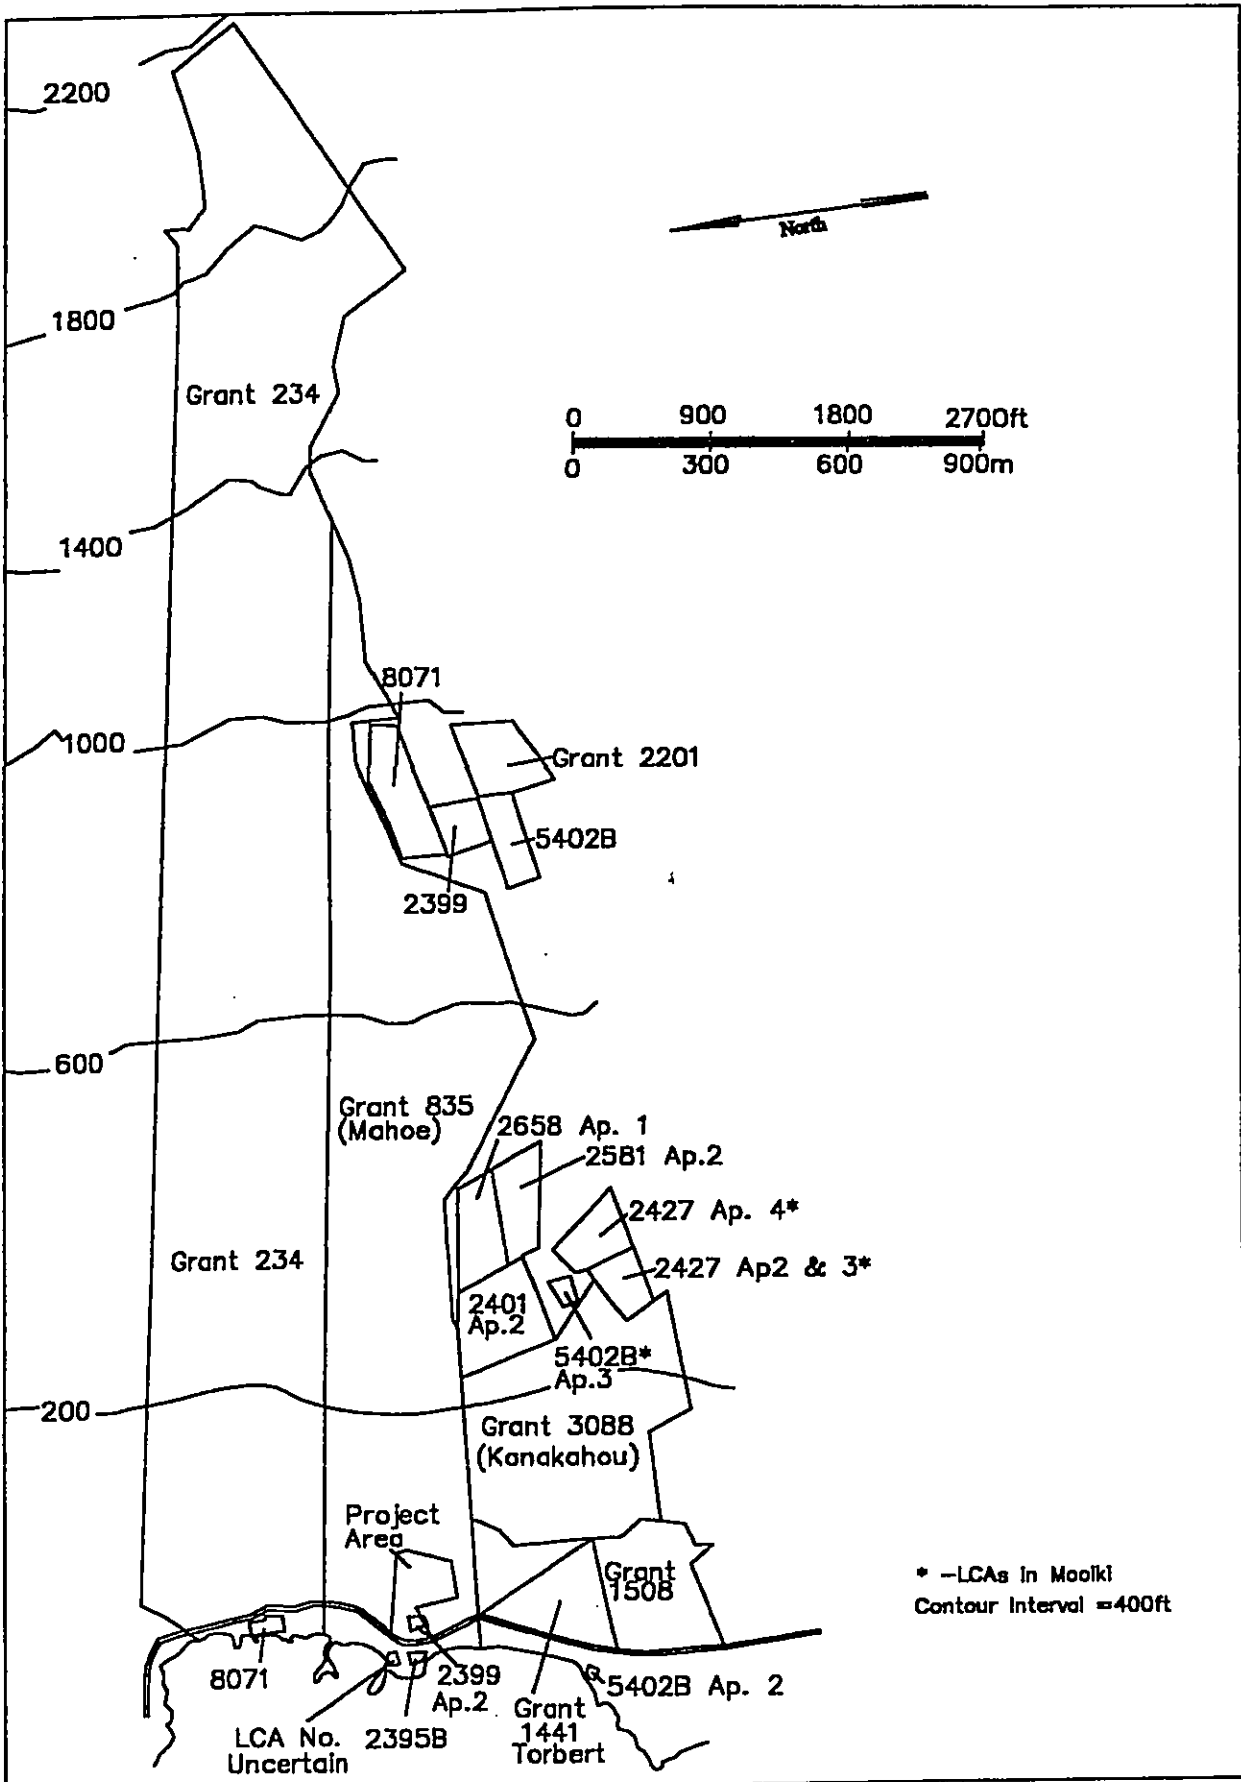 2200
North
1800
Grant 234
0 900 1800 2700ft
0 300 600 900m
1400
8071
1000
Grant 2201
5402B
2399
600
Grant 835
(Mahoe)
2658 Ap. 1
2581 Ap.2
2427 Ap. 4*
Grant 234
2427 Ap2 & 3*
2401
Ap.2
5402B*
Ap.3
200
Grant 3088
(Kanakahou)
Project
Area
Grant
1508
* -LCAs in Mooiki
Contour Interval =400ft
8071
2399
Ap.2
5402B Ap. 2
Grant
1441
Torbert
LCA No.
Uncertain
2395B